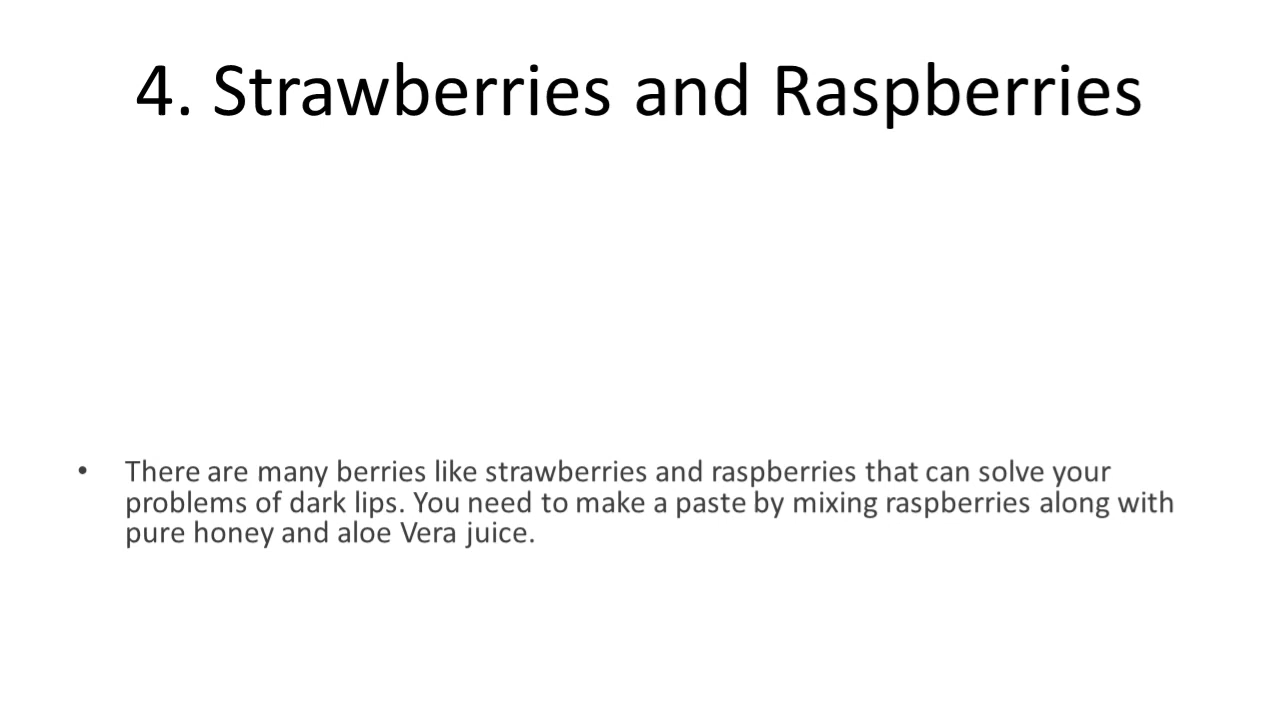 4. Strawberries and Raspberries
• There are many berries like strawberries and raspberries that can solve your
problems of dark lips. You need to make a paste by mixing raspberries along with
pure honey and aloe Vera juice.